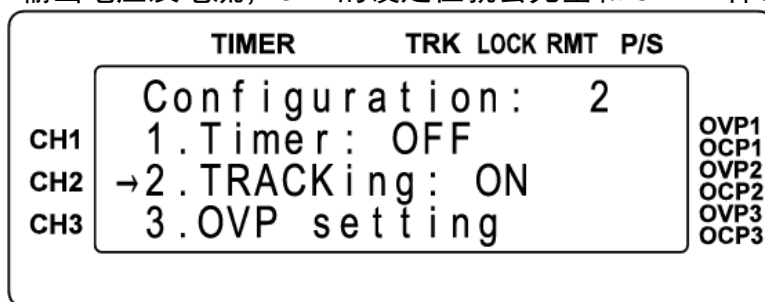 TIMER TRK LOCK RMT P/S
Configuration: 2
CH1 1.Timer: OFF OVP1
OCP1
CH2 →2.TRACKing: ON OVP2
OCP2
CH3 3.OVP setting OVP3
OCP3